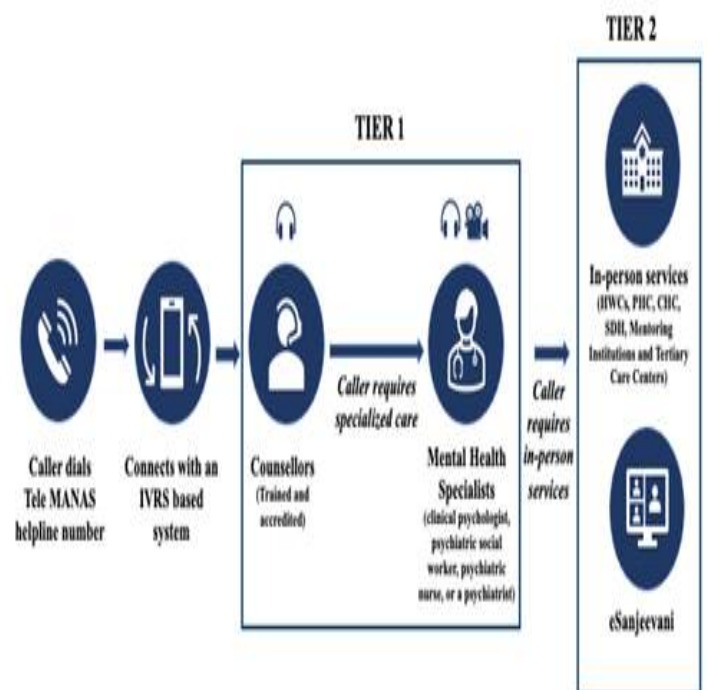 TIER 2
TIER 1
Caller dials
Tele MANAS
helpline number
Connects with an
IVRS based
system
Counsellors
(Trained and
accredited)
Caller requires
specialized care
Mental Health
Specialists
(clinical psychologist,
psychiatric social
worker, psychiatric
nurse, or a psychiatrist)
Caller
requires
in-person
services
In-person services
(HWCs, PHC, CHC,
SDH, Mentoring
Institutions and Tertiary
Care Centers)
eSanjeevani